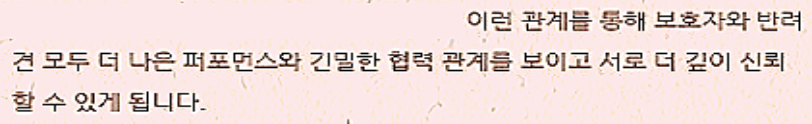 이런 관계를 통해 보호자와 반려
견 모두 더 나은 퍼포먼스와 긴밀한 협력 관계를 보이고 서로 더 깊이 신뢰
할 수 있게 됩니다.